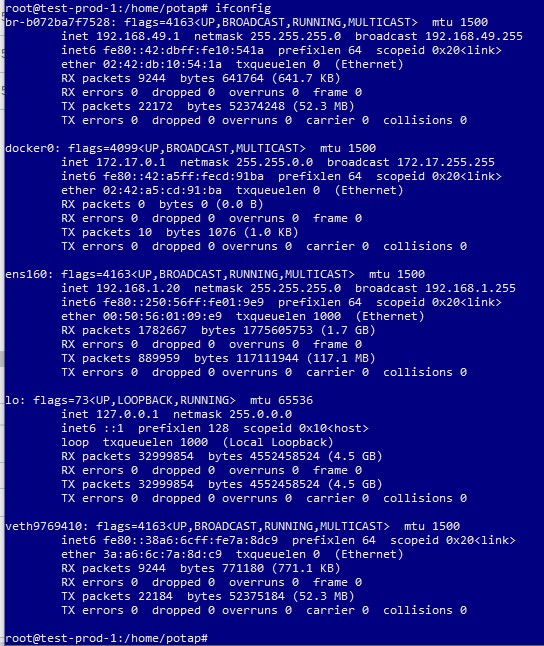 root@test-prod-1:/home/potap# ifconfig
br-b072ba7f7528: flags=4163<UP,BROADCAST,RUNNING,MULTICAST>  mtu 1500
        inet 192.168.49.1  netmask 255.255.255.0  broadcast 192.168.49.255
        inet6 fe80::42:dbff:fe10:541a  prefixlen 64  scopeid 0x20<link>
        ether 02:42:db:10:54:1a  txqueuelen 0  (Ethernet)
        RX packets 9244  bytes 641764 (641.7 KB)
        RX errors 0  dropped 0  overruns 0  frame 0
        TX packets 22172  bytes 52374248 (52.3 MB)
        TX errors 0  dropped 0 overruns 0  carrier 0  collisions 0

docker0: flags=4099<UP,BROADCAST,MULTICAST>  mtu 1500
        inet 172.17.0.1  netmask 255.255.0.0  broadcast 172.17.255.255
        inet6 fe80::42:a5ff:fecd:91ba  prefixlen 64  scopeid 0x20<link>
        ether 02:42:a5:cd:91:ba  txqueuelen 0  (Ethernet)
        RX packets 0  bytes 0 (0.0 B)
        RX errors 0  dropped 0  overruns 0  frame 0
        TX packets 10  bytes 1076 (1.0 KB)
        TX errors 0  dropped 0 overruns 0  carrier 0  collisions 0

ens160: flags=4163<UP,BROADCAST,RUNNING,MULTICAST>  mtu 1500
        inet 192.168.1.20  netmask 255.255.255.0  broadcast 192.168.1.255
        inet6 fe80::250:56ff:fe01:9e9  prefixlen 64  scopeid 0x20<link>
        ether 00:50:56:01:09:e9  txqueuelen 1000  (Ethernet)
        RX packets 1782667  bytes 1775605753 (1.7 GB)
        RX errors 0  dropped 0  overruns 0  frame 0
        TX packets 889959  bytes 117111944 (117.1 MB)
        TX errors 0  dropped 0 overruns 0  carrier 0  collisions 0

lo: flags=73<UP,LOOPBACK,RUNNING>  mtu 65536
        inet 127.0.0.1  netmask 255.0.0.0
        inet6 ::1  prefixlen 128  scopeid 0x10<host>
        loop  txqueuelen 1000  (Local Loopback)
        RX packets 32999854  bytes 4552458524 (4.5 GB)
        RX errors 0  dropped 0  overruns 0  frame 0
        TX packets 32999854  bytes 4552458524 (4.5 GB)
        TX errors 0  dropped 0 overruns 0  carrier 0  collisions 0

veth9769410: flags=4163<UP,BROADCAST,RUNNING,MULTICAST>  mtu 1500
        inet6 fe80::38a6:6cff:fe7a:8dc9  prefixlen 64  scopeid 0x20<link>
        ether 3a:a6:6c:7a:8d:c9  txqueuelen 0  (Ethernet)
        RX packets 9244  bytes 771180 (771.1 KB)
        RX errors 0  dropped 0  overruns 0  frame 0
        TX packets 22184  bytes 52375184 (52.3 MB)
        TX errors 0  dropped 0 overruns 0  carrier 0  collisions 0

root@test-prod-1:/home/potap#